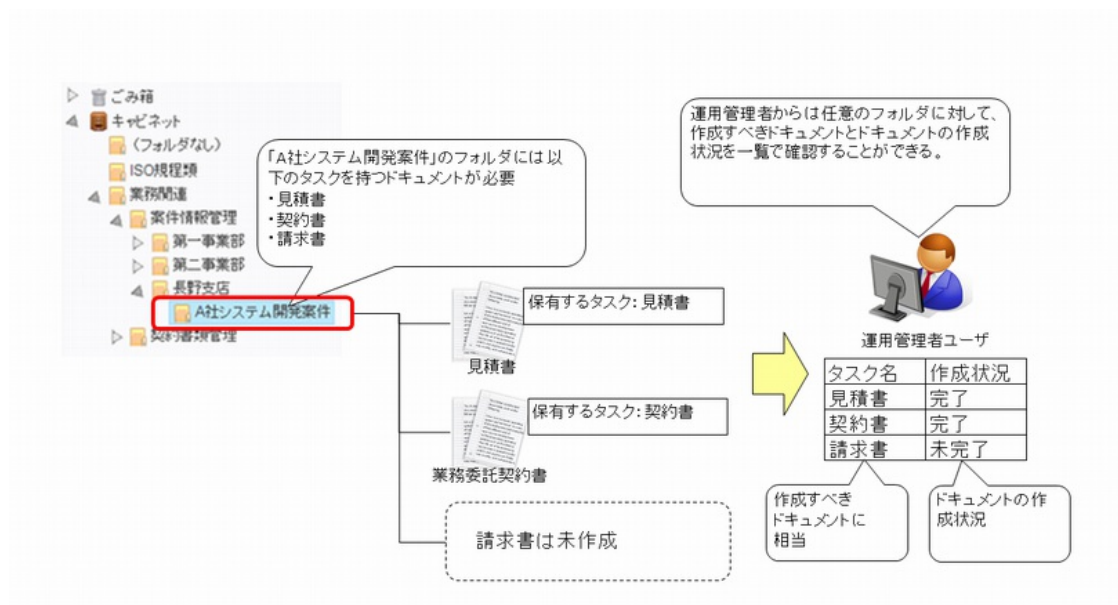 ごみ箱
キャビネット
(フォルダなし)
ISO規程類
業務関連
案件情報管理
第一事業部
第二事業部
長野支店
A社システム開発案件
契約書類管理
「A社システム開発案件」のフォルダには以
下のタスクを持つドキュメントが必要
・見積書
・契約書
・請求書
保有するタスク:見積書
見積書
保有するタスク:契約書
業務委託契約書
請求書は未作成
運用管理者からは任意のフォルダに対して、
作成すべきドキュメントとドキュメントの作成
状況を一覧で確認することができる。
運用管理者ユーザ
タスク名 作成状況
見積書 完了
契約書 完了
請求書 未完了
作成すべき
ドキュメントに
相当
ドキュメントの作
成状況